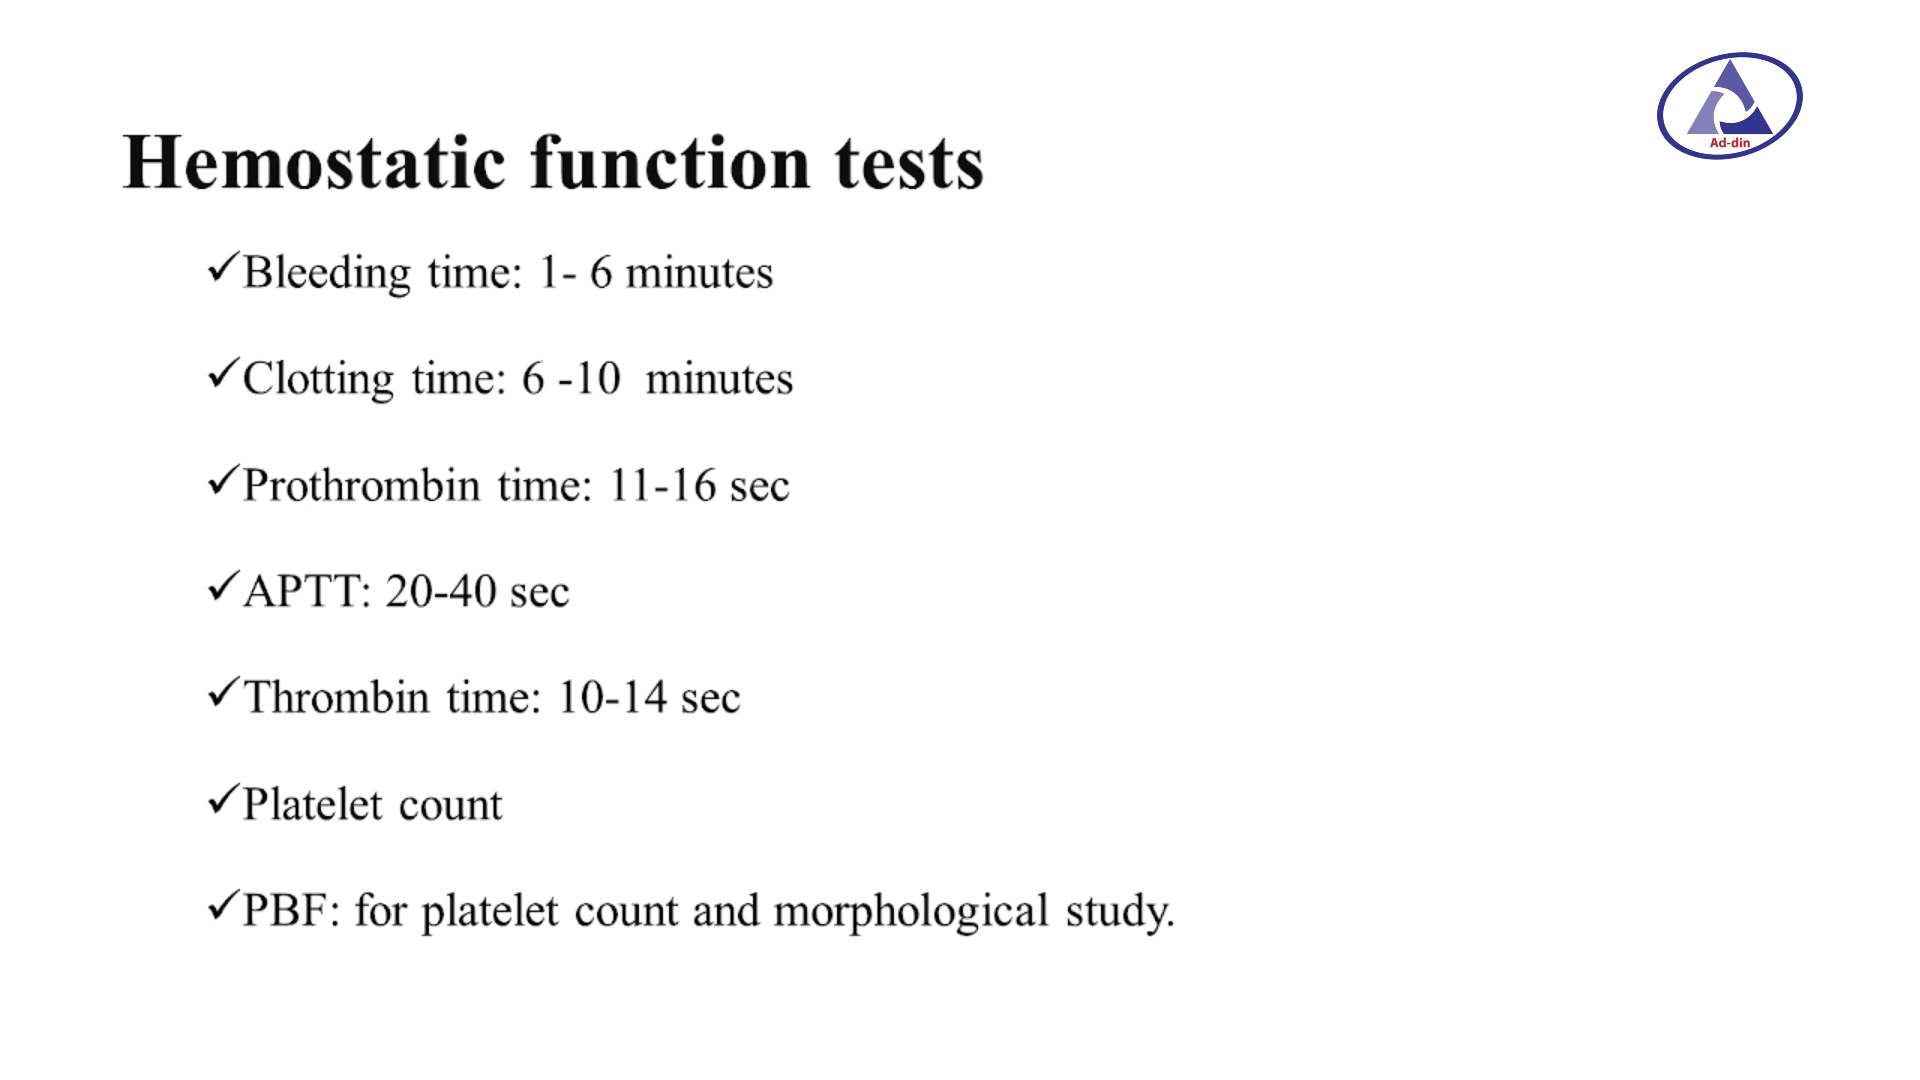 Ad-din
Hemostatic function tests
✓Bleeding time: 1- 6 minutes
✓Clotting time: 6 -10 minutes
✓Prothrombin time: 11-16 sec
✓APTT: 20-40 sec
✓Thrombin time: 10-14 sec
✓Platelet count
✓PBF: for platelet count and morphological study.